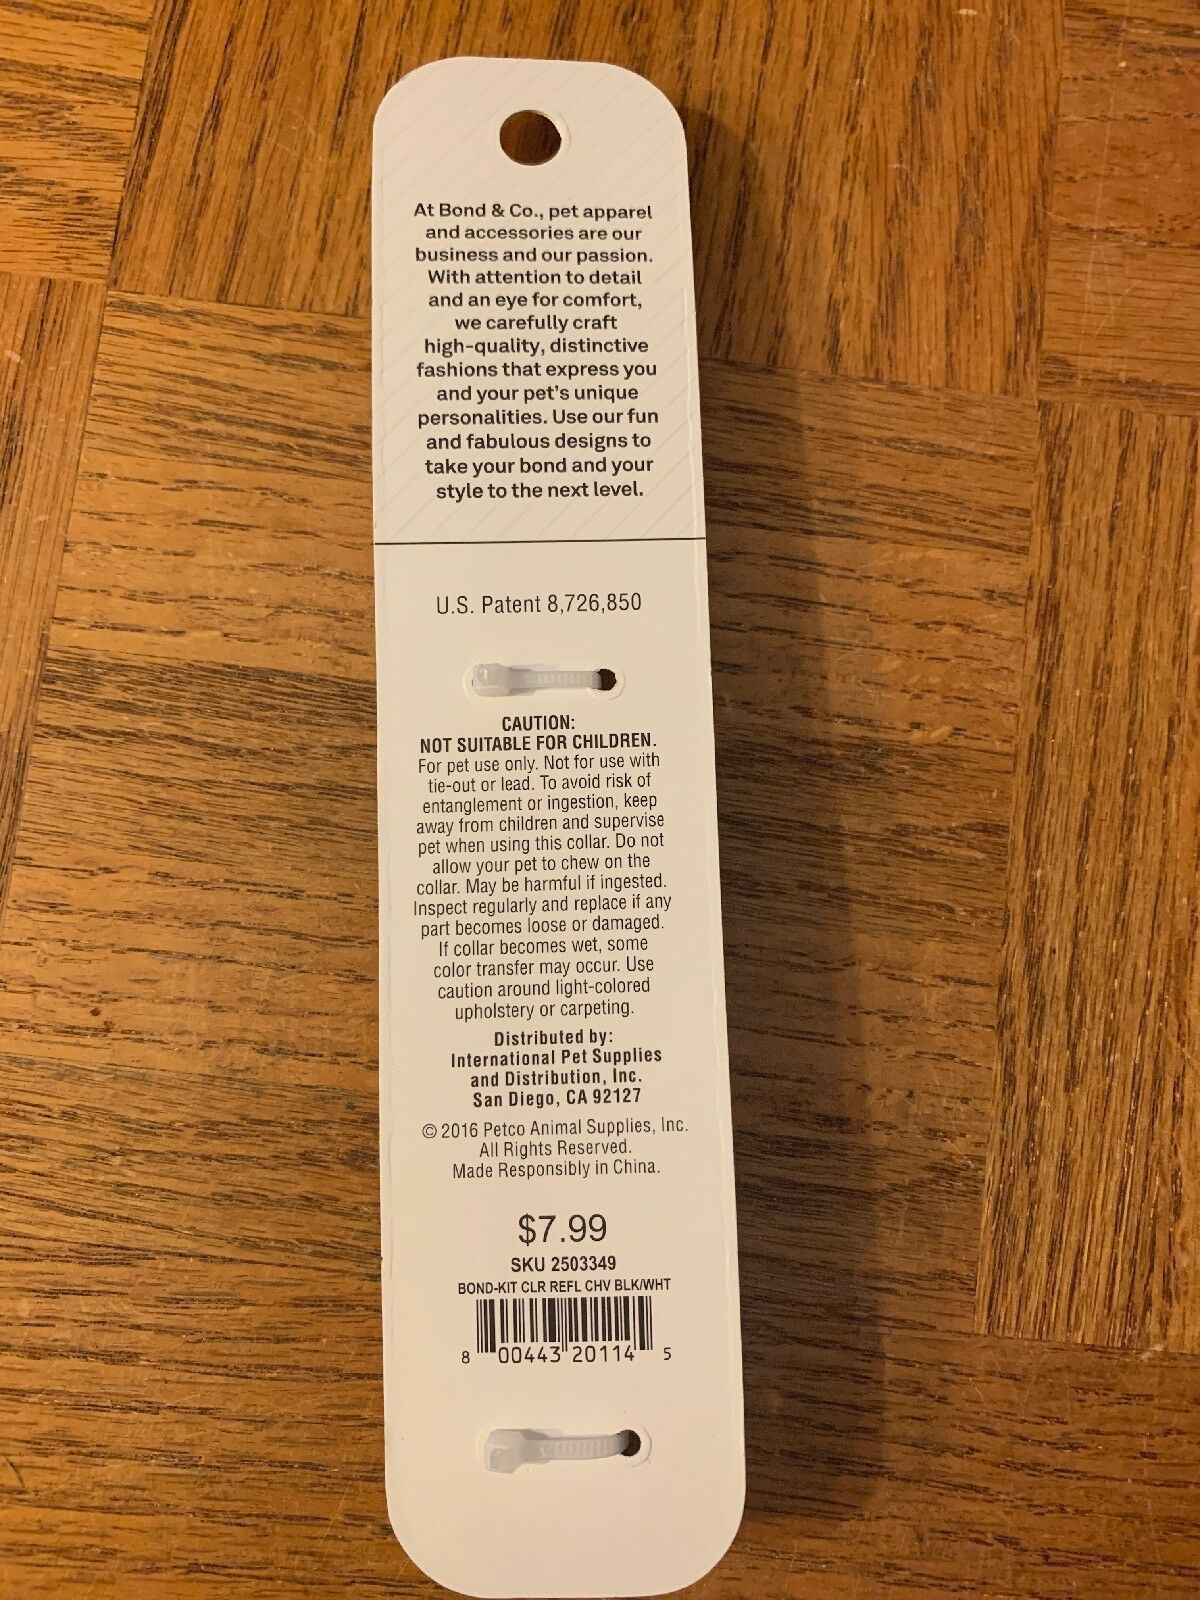 At Bond & Co., pet apparel
and accessories are our
business and our passion.
With attention to detail
and an eye for comfort,
we carefully craft
high-quality, distinctive
fashions that express you
and your pet's unique
personalities. Use our fun
and fabulous designs to
take your bond and your
style to the next level.
U.S. Patent 8,726,850
CAUTION:
NOT SUITABLE FOR CHILDREN.
For pet use only. Not for use with
tie-out or lead. To avoid risk of
entanglement or ingestion, keep
away from children and supervise
pet when using this collar. Do not
allow your pet to chew on the
collar. May be harmful if ingested.
Inspect regularly and replace if any
part becomes loose or damaged.
If collar becomes wet, some
color transfer may occur. Use
caution around light-colored
upholstery or carpeting.
Distributed by:
International Pet Supplies
and Distribution, Inc.
San Diego, CA 92127
© 2016 Petco Animal Supplies, Inc.
All Rights Reserved.
Made Responsibly in China.
$7.99
SKU 2503349
BOND-KIT CLR REFL CHV BLK/WHT
8 00443 20114 5